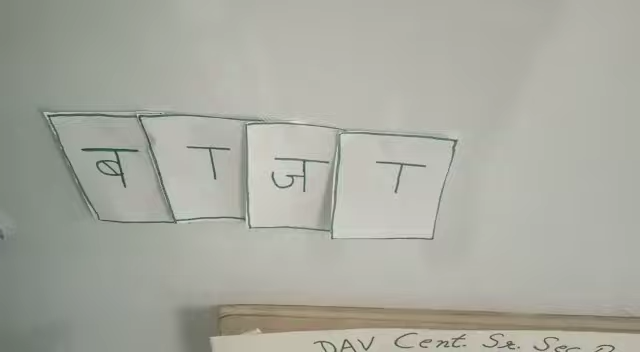 ब ा ज ा
DAV Cent. Sr. Sec.